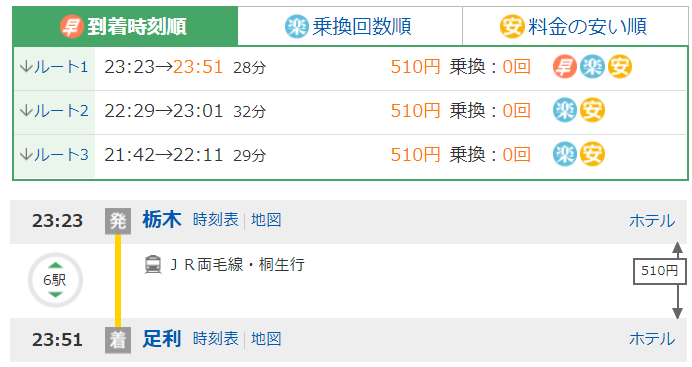 早 到着時刻順 楽 乗換回数順 安 料金の安い順
↓ルート1 23:23→23:51 28分 510円 乗換：0回 早 楽 安
↓ルート2 22:29→23:01 32分 510円 乗換：0回 楽 安
↓ルート3 21:42→22:11 29分 510円 乗換：0回 楽 安
23:23 発 栃木 時刻表 | 地図 ホテル
ＪＲ両毛線・桐生行
6駅 510円
23:51 着 足利 時刻表 | 地図 ホテル